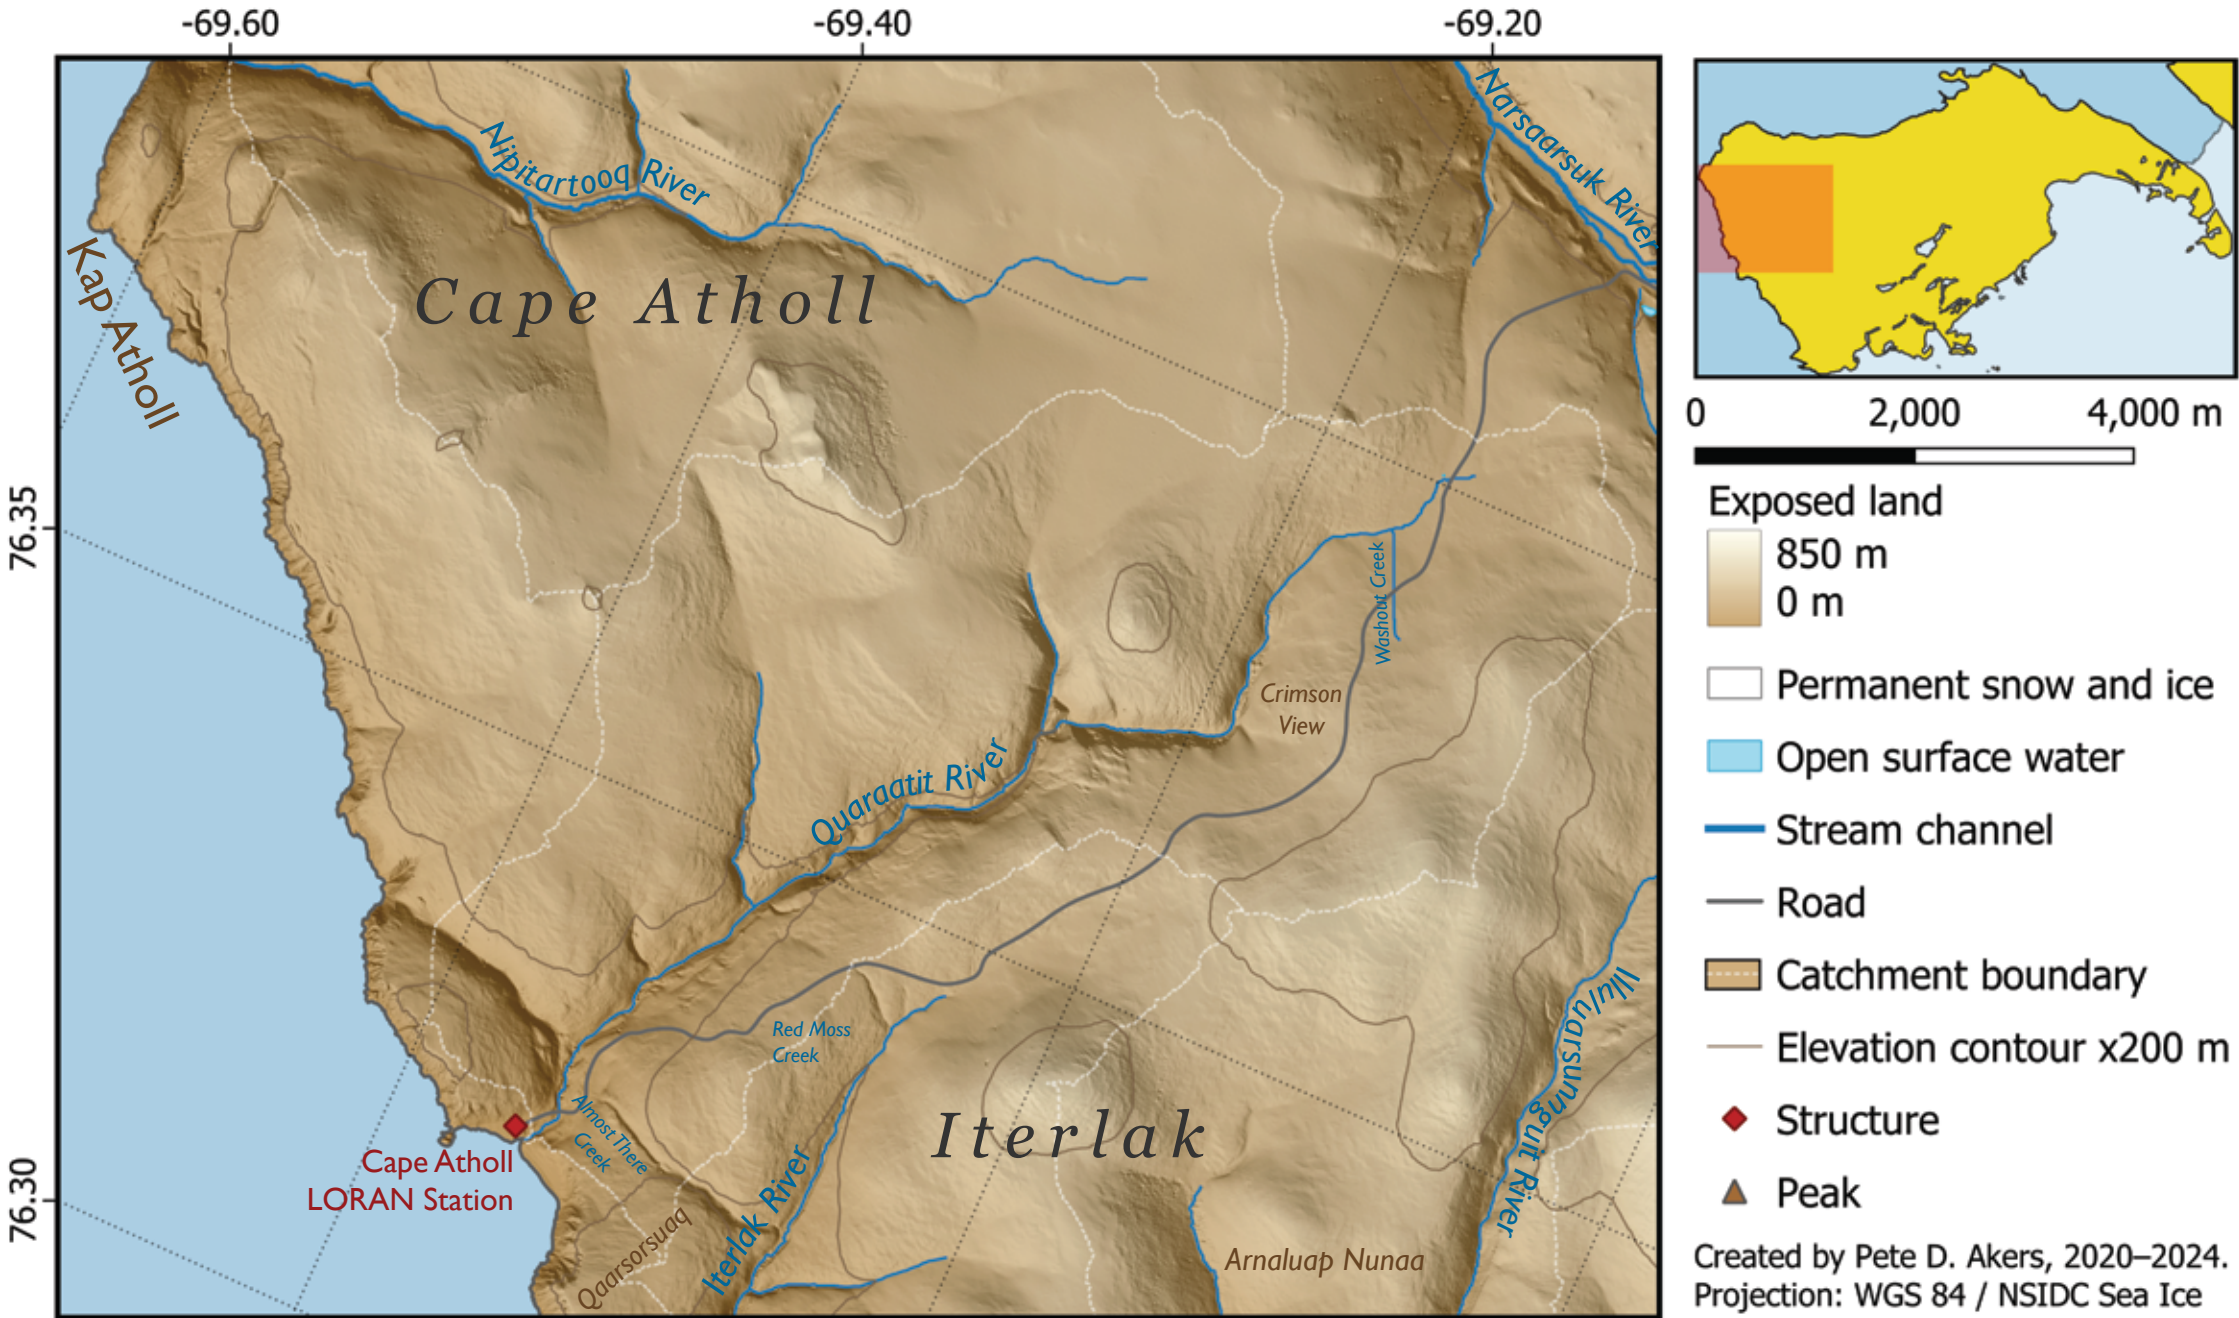 -69.60
-69.40
-69.20
76.35
76.30
Nipitartooq River
Narsaarsuk River
Kap Atholl
Cape Atholl
Washout Creek
Crimson
View
Quaraatit River
Red Moss
Creek
Almost There
Creek
Cape Atholl
LORAN Station
Iterlak
Iterlak River
Qaarsorsuaq
Arnaluap Nunaa
Illuluarsunnguit River
0
2,000
4,000 m
Exposed land
850 m
0 m
Permanent snow and ice
Open surface water
Stream channel
Road
Catchment boundary
Elevation contour x200 m
Structure
Peak
Created by Pete D. Akers, 2020–2024.
Projection: WGS 84 / NSIDC Sea Ice